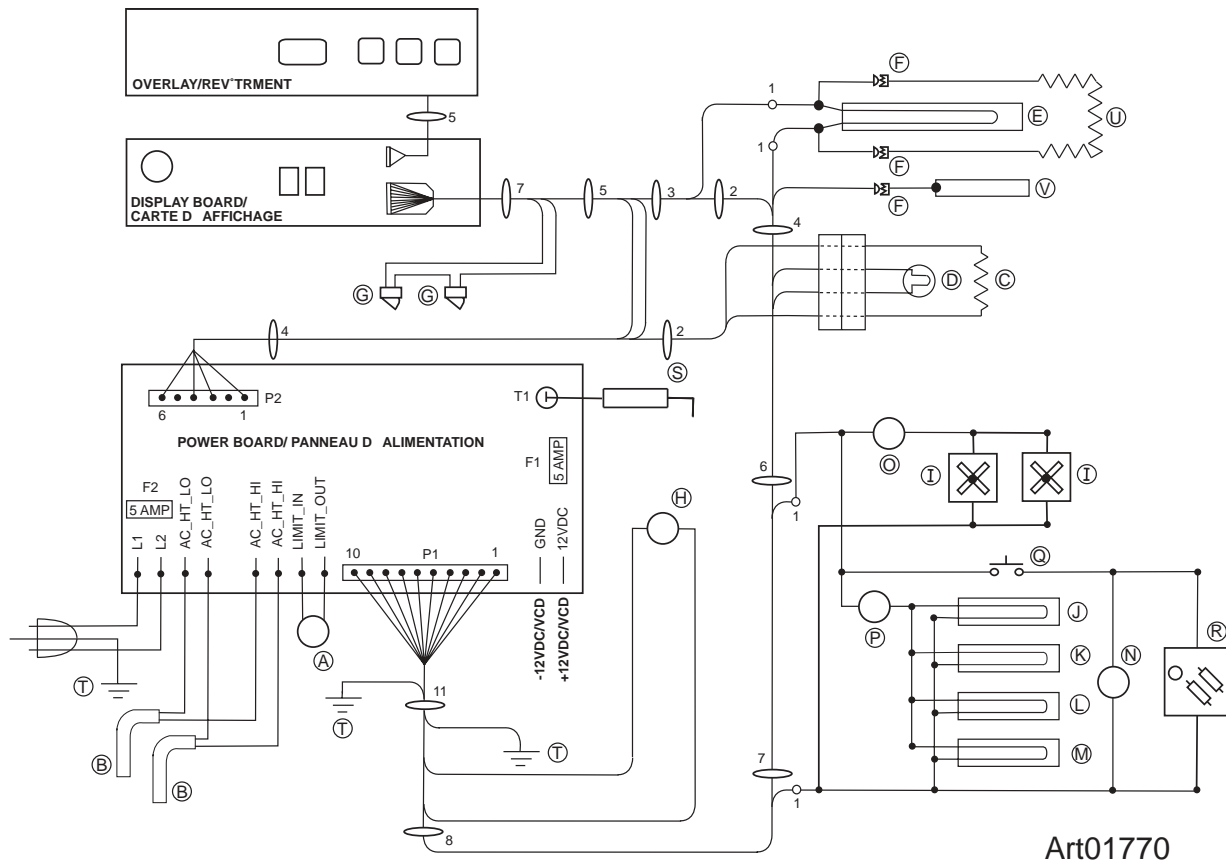 OVERLAY/REV˚TRMENT
5
DISPLAY BOARD/
CARTE D AFFICHAGE
7
5
3
2
1
1
F
E
U
F
V
F
4
D
C
G
G
4
2
S
P2
6
1
T1
POWER BOARD/ PANNEAU D ALIMENTATION
F1
5 AMP
F2
5 AMP
L1
L2
AC_HT_LO
AC_HT_LO
AC_HT_HI
AC_HT_HI
LIMIT_IN
LIMIT_OUT
10
P1
1
GND
12VDC
-12VDC/VCD
+12VDC/VCD
H
6
1
O
I
I
Q
P
J
K
L
M
N
R
A
T
B
B
11
T
T
7
1
8
Art01770